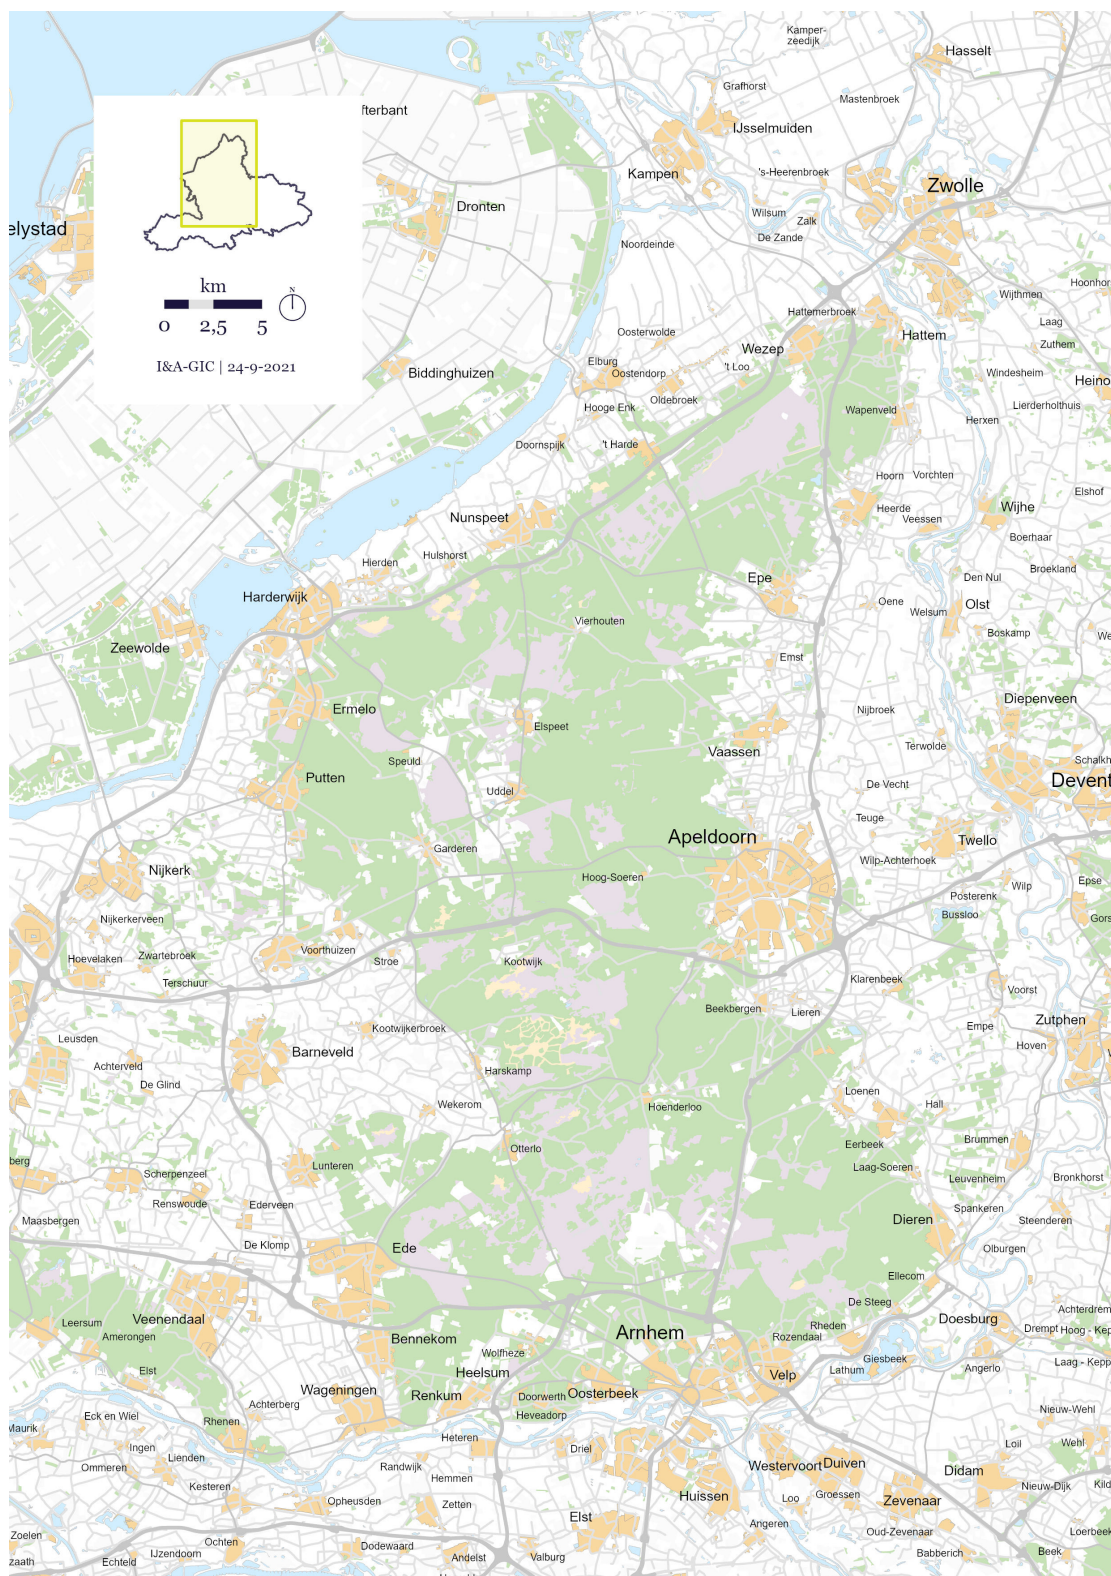 Kamper-
zeedijk
Hasselt
Grafhorst
Mastenbroek
fterbant
IJsselmuiden
Kampen
's-Heerenbroek
Zwolle
Dronten
Wilsum
Zalk
elystad
De Zande
Noordeinde
km
0 2,5 5
N
I&A-GIC | 24-9-2021
Hoonhor
Wijthmen
Hattemerbroek
Oosterwolde
Hattem
Laag
Zuthem
Wezep
Elburg
't Loo
Biddinghuizen
Oostendorp
Windesheim
Heino
Oldebroek
Hooge Enk
Wapenveld
Lierderholthuis
Herxen
Doornspijk
't Harde
Hoorn
Vorchten
Elshof
Nunspeet
Heerde
Veessen
Wijhe
Boerhaar
Hulshorst
Hierden
Broekland
Epe
Den Nul
Harderwijk
Oene
Welsum
Olst
Vierhouten
Boskamp
We
Zeewolde
Emst
Diepenveen
Ermelo
Nijbroek
Elspeet
Vaassen
Terwolde
Speuld
Schalkh
Putten
Devent
De Vecht
Uddel
Teuge
Apeldoorn
Twello
Garderen
Wilp-Achterhoek
Nijkerk
Hoog-Soeren
Epse
Wilp
Posterenk
Nijkerkerveen
Bussloo
Gors
Voorthuizen
Zwartebroek
Hoevelaken
Stroe
Kootwijk
Terschuur
Klarenbeek
Voorst
Beekbergen
Lieren
Zutphen
Kootwijkerbroek
Empe
Leusden
Hoven
Barneveld
Achterveld
De Glind
Harskamp
Loenen
Wekerom
Hoenderloo
Hall
Brummen
Otterlo
Eerbeek
berg
Lunteren
Laag-Soeren
Scherpenzeel
Leuvenheim
Bronkhorst
Renswoude
Ederveen
Spankeren
Maasbergen
Dieren
Steenderen
De Klomp
Ede
Olburgen
Ellecom
De Steeg
Achterdrem
Veenendaal
Doesburg
Leersum
Rheden
Drempt
Hoog - Kep
Amerongen
Bennekom
Arnhem
Rozendaal
Wolfheze
Giesbeek
Laag - Kepp
Elst
Heelsum
Velp
Lathum
Angerlo
Wageningen
Renkum
Doorwerth
Oosterbeek
Achterberg
Nieuw-Wehl
Eck en Wiel
Rhenen
Heveadorp
Maurik
Heteren
Driel
Loil
Wehl
Ingen
Lienden
Ommeren
Randwijk
Westervoort
Duiven
Didam
Hemmen
Kesteren
Nieuw-Dijk
Kild
Huissen
Loo
Groessen
Opheusden
Zetten
Zevenaar
Elst
Angeren
Oud-Zevenaar
Loerbeek
Zoelen
Ochten
Dodewaard
IJzendoorn
Babberich
Beek
zaath
Echteld
Andelst
Valburg